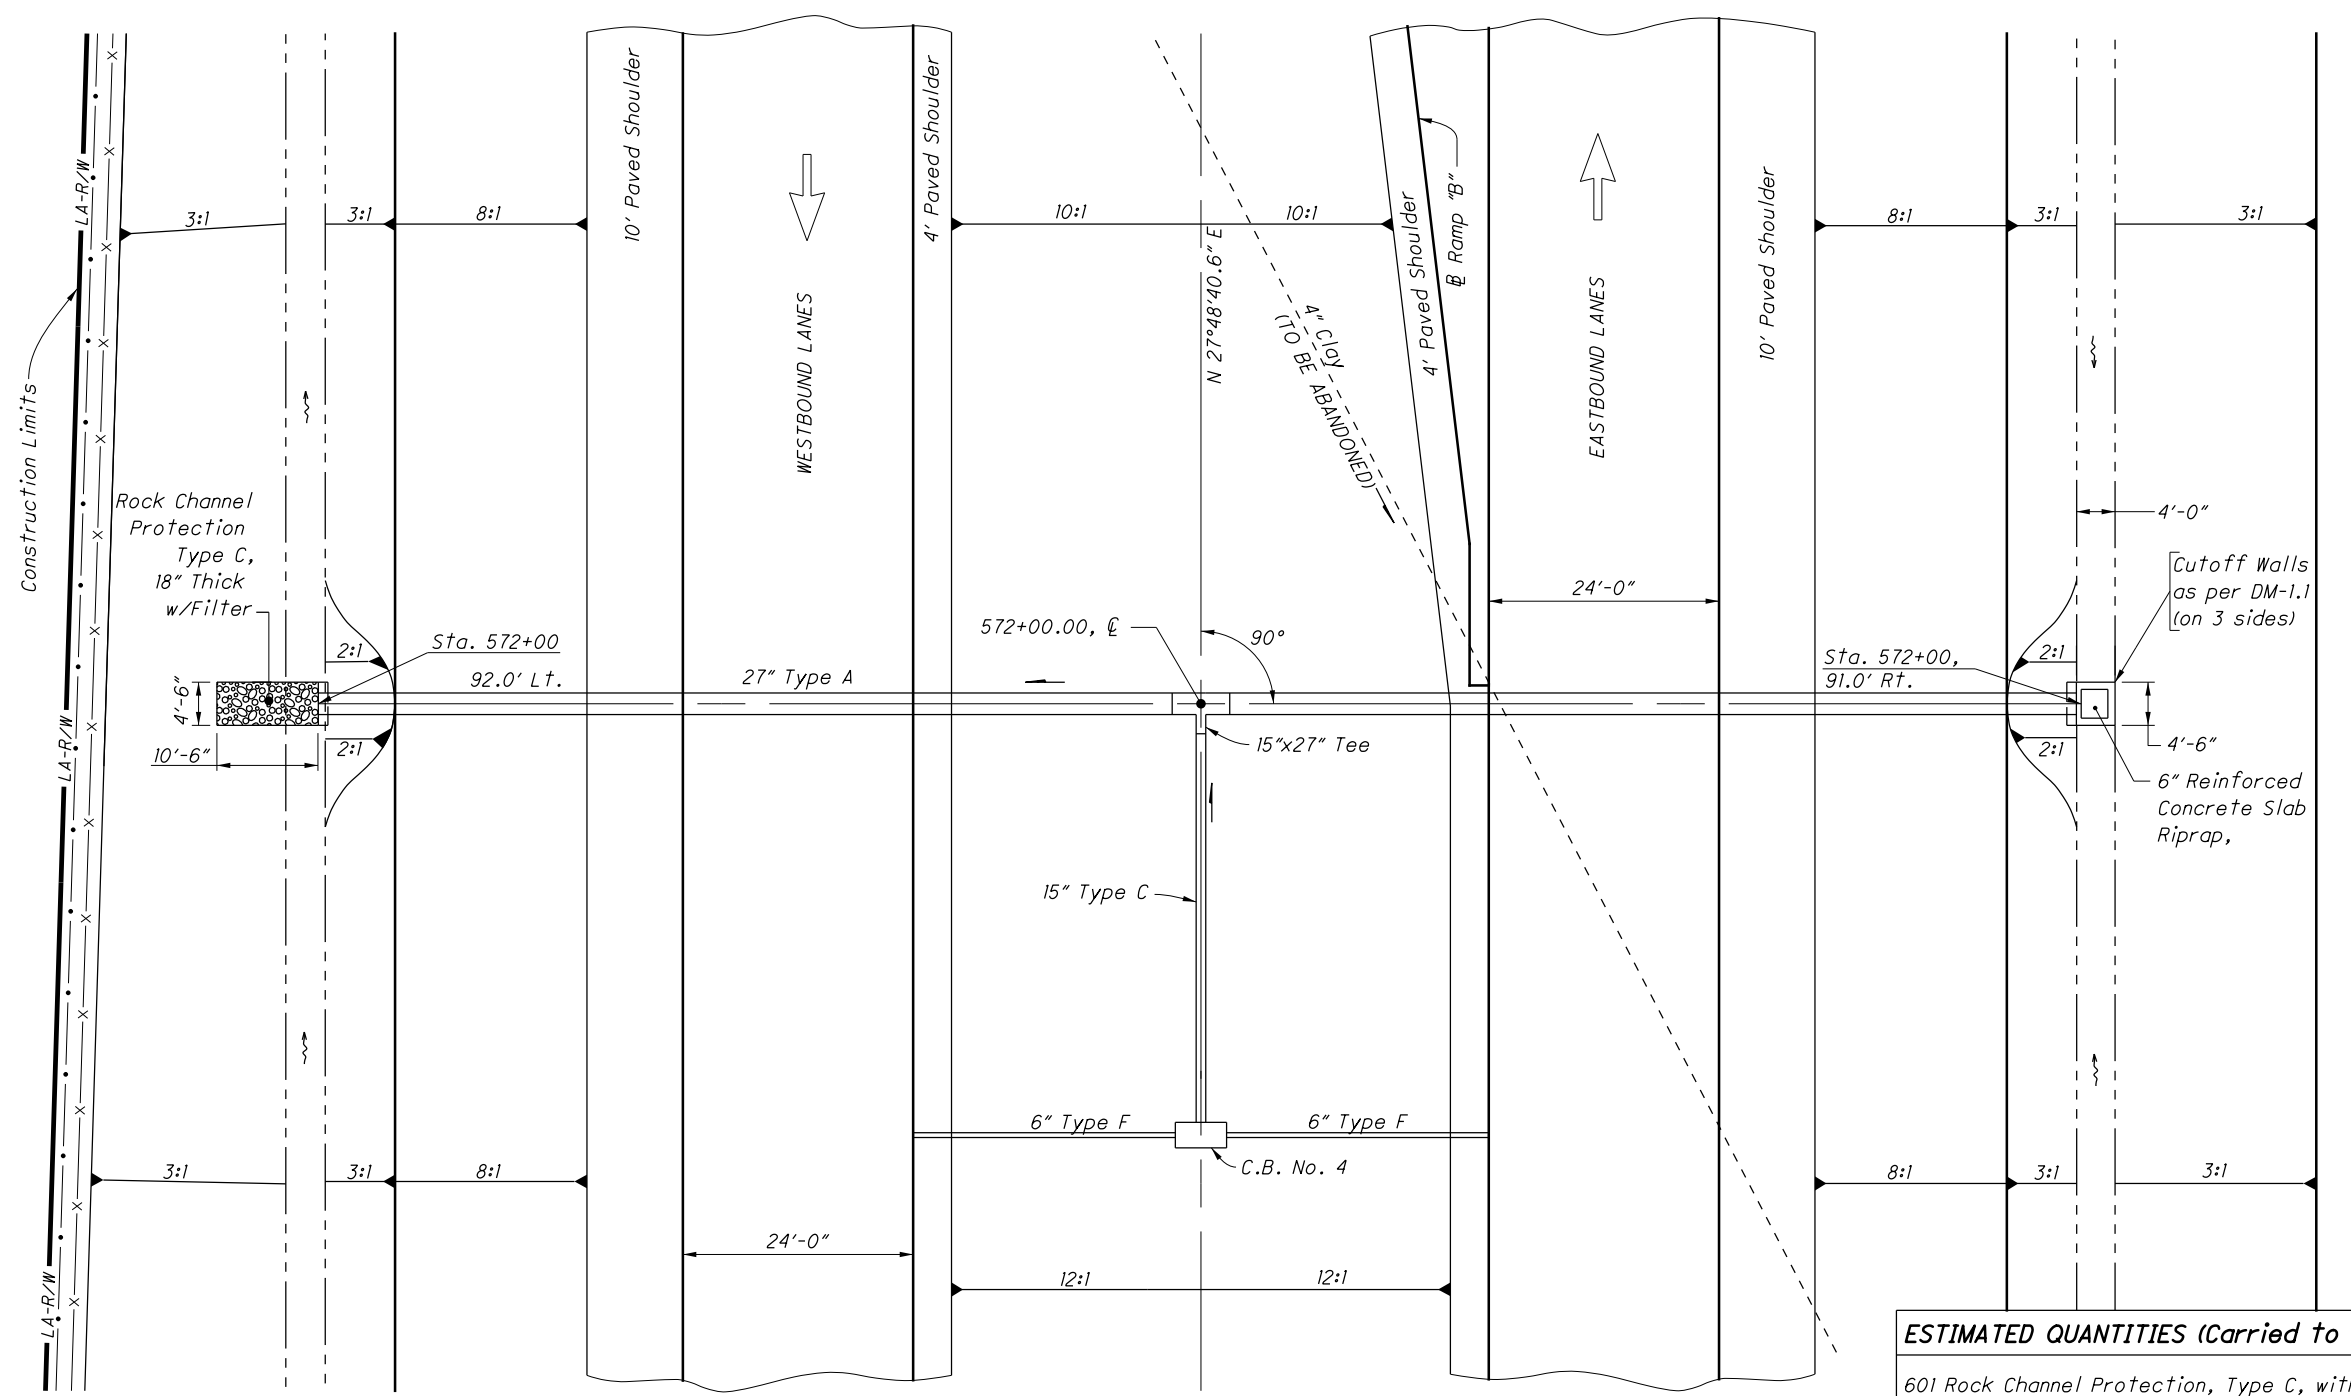 10' Paved Shoulder
4' Paved Shoulder
LA-R/W
3:1
3:1
8:1
10:1
10:1
N 27°48'40.6" E
4' Paved Shoulder
℔ Ramp "B"
10' Paved Shoulder
8:1
3:1
3:1
Construction Limits
WESTBOUND LANES
4" Clay
(TO BE ABANDONED)
EASTBOUND LANES
Rock Channel
Protection
Type C,
18" Thick
w/Filter
4'-0"
Cutoff Walls
as per DM-1.1
(on 3 sides)
24'-0"
572+00.00, ℄
90°
2:1
Sta. 572+00
92.0' Lt.
27" Type A
Sta. 572+00,
91.0' Rt.
2:1
4'-6"
LA-R/W
10'-6"
2:1
15"x27" Tee
2:1
4'-6"
6" Reinforced
Concrete Slab
Riprap,
15" Type C
6" Type F
6" Type F
C.B. No. 4
3:1
3:1
8:1
8:1
3:1
3:1
24'-0"
12:1
12:1
LA-R/W
ESTIMATED QUANTITIES (Carried to
601 Rock Channel Protection, Type C, with